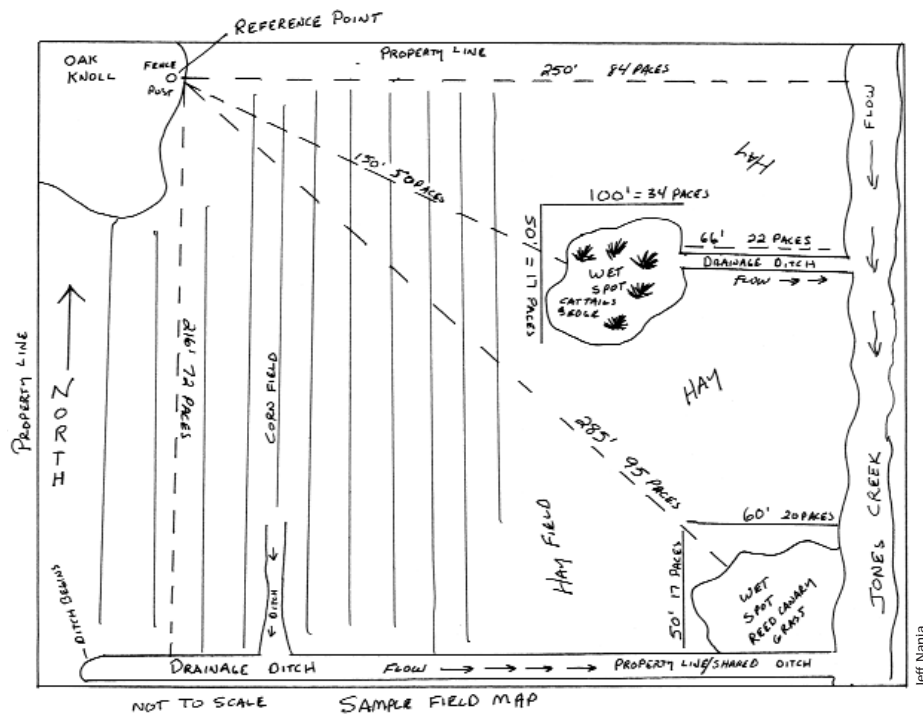 REFERENCE POINT
OAK
KNOLL
FENCE
POST
PROPERTY LINE
250' 84 PACES
FLOW
HAY
150' 50 PACES
100' = 34 PACES
50' = 17 PACES
66' 22 PACES
DRAINAGE DITCH
FLOW
WET
SPOT
CATTAILS
SEDGE
PROPERTY LINE
NORTH
216' 72 PACES
CORN FIELD
HAY
285' 95 PACES
HAY FIELD
60' 20 PACES
50' 17 PACES
WET
SPOT
REED CANARY
GRASS
JONES CREEK
DITCH BEGINS
DITCH
DRAINAGE DITCH
FLOW
PROPERTY LINE/SHARED DITCH
NOT TO SCALE
SAMPLE FIELD MAP
Jeff Nania